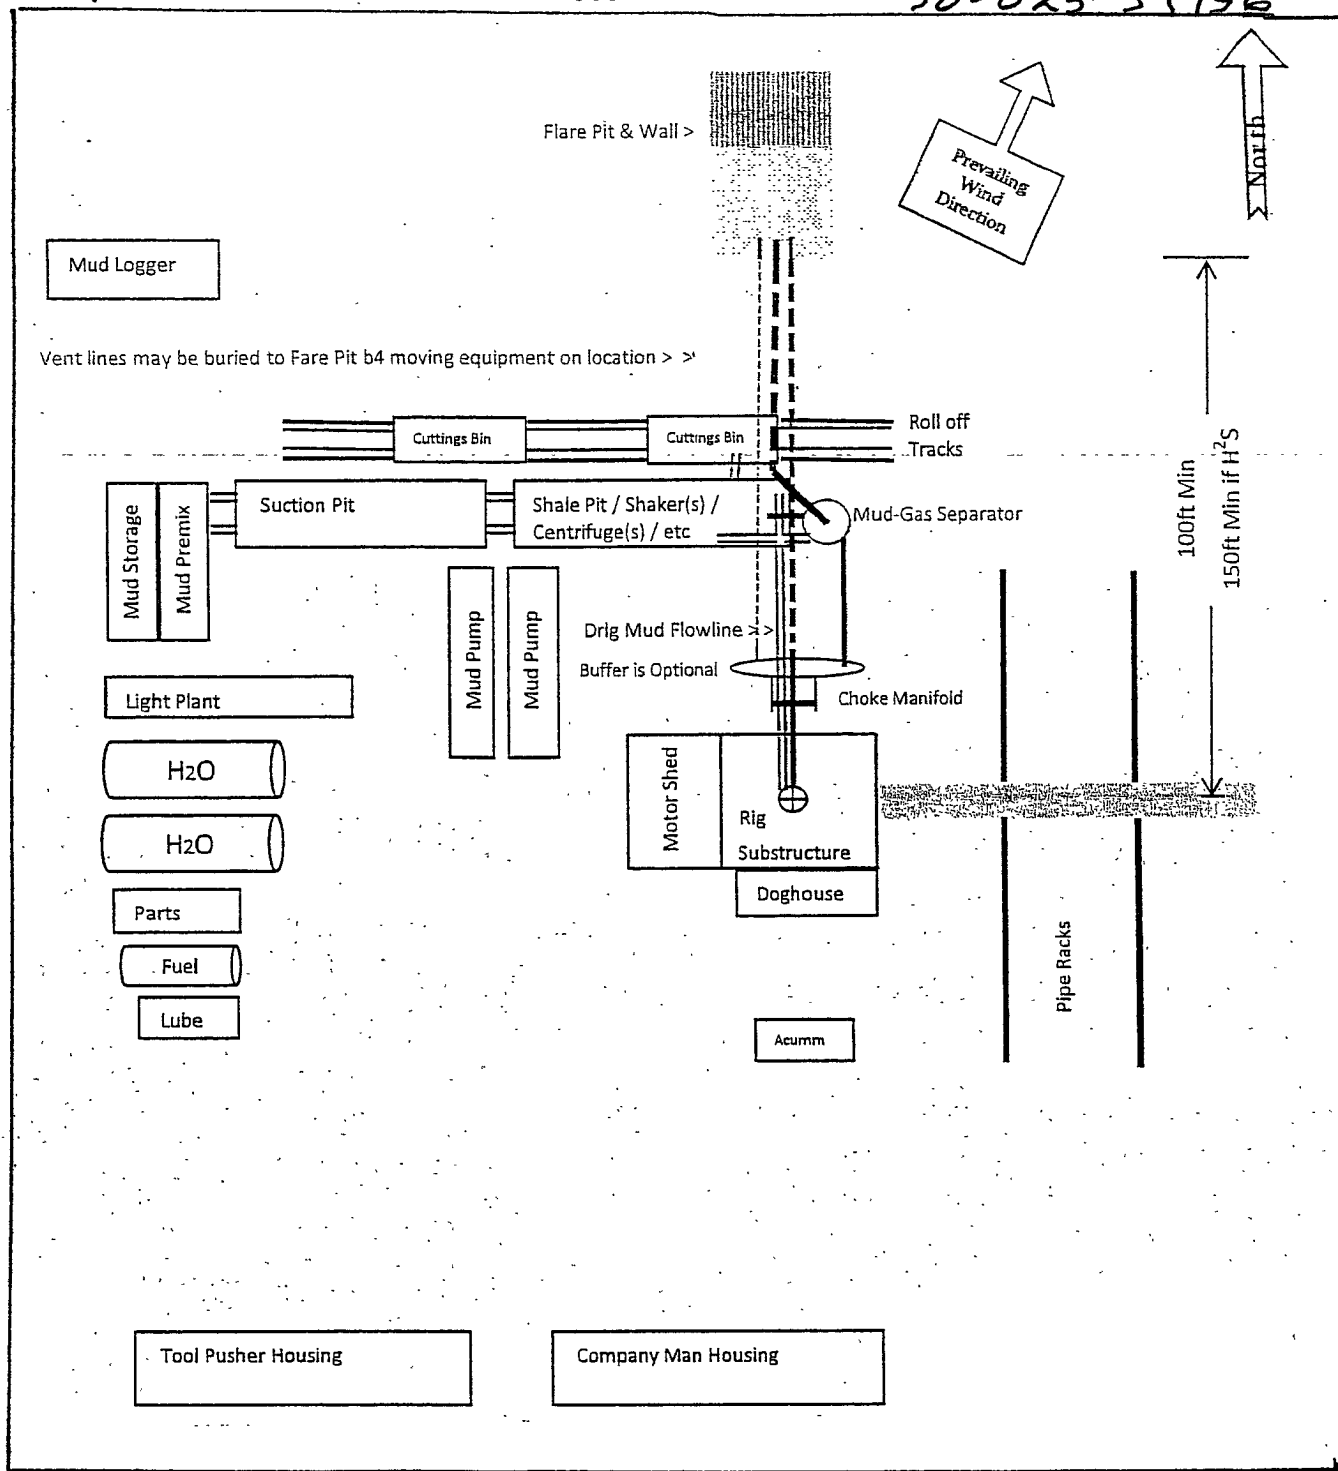 North
Flare Pit & Wall >
Prevailing
Wind
Direction
Mud Logger
Vent lines may be buried to Fare Pit b4 moving equipment on location > >
Cuttings Bin
Cuttings Bin
Roll off
Tracks
100ft Min
150ft Min if H²S
Mud Storage
Mud Premix
Suction Pit
Shale Pit / Shaker(s) /
Centrifuge(s) / etc
Mud-Gas Separator
Mud Pump
Mud Pump
Drlg Mud Flowline > >
Buffer is Optional
Choke Manifold
Light Plant
H2O
H2O
Motor Shed
Rig
Substructure
Doghouse
Parts
Fuel
Lube
Pipe Racks
Acumm
Tool Pusher Housing
Company Man Housing